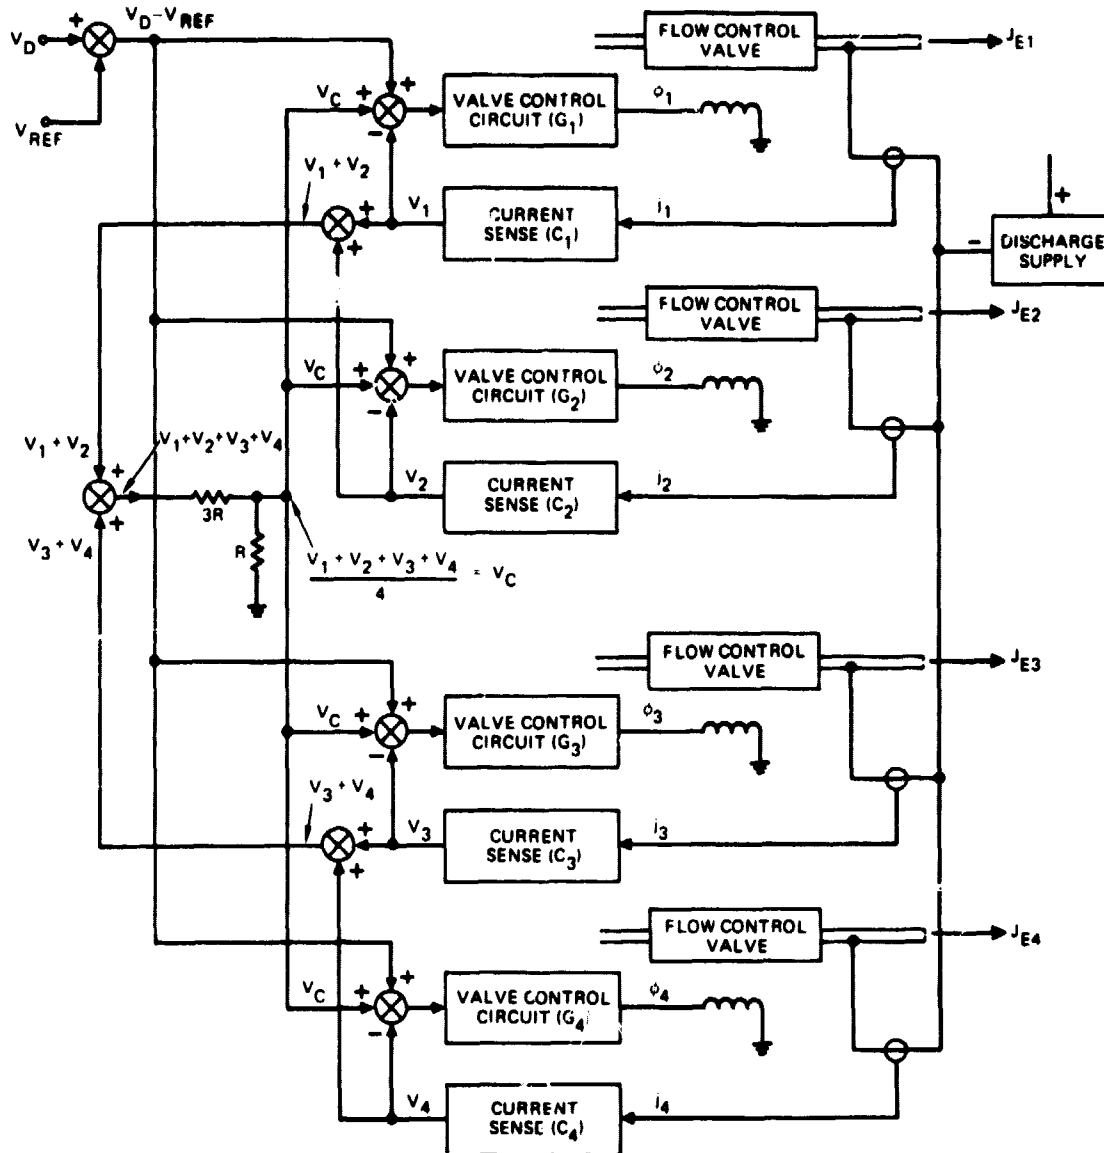 +
V_D
V_D-V_REF
V_REF
FLOW CONTROL
VALVE
J_E1
V_C + +
-
VALVE CONTROL
CIRCUIT (G_1)
ϕ_1
V_1 + V_2
+
+
V_1
CURRENT
SENSE (C_1)
i_1
+
-
DISCHARGE
SUPPLY
FLOW CONTROL
VALVE
J_E2
V_C + +
-
VALVE CONTROL
CIRCUIT (G_2)
ϕ_2
V_1 + V_2
V_1+V_2+V_3+V_4
+
+
V_2
CURRENT
SENSE (C_2)
i_2
3R
V_3 + V_4
R
V_1 + V_2 + V_3 + V_4
4
= V_C
FLOW CONTROL
VALVE
J_E3
V_C + +
-
VALVE CONTROL
CIRCUIT (G_3)
ϕ_3
V_3 + V_4
+
+
V_3
CURRENT
SENSE (C_3)
i_3
FLOW CONTROL
VALVE
J_E4
V_C + +
-
VALVE CONTROL
CIRCUIT (G_4)
ϕ_4
V_4
CURRENT
SENSE (C_4)
i_4